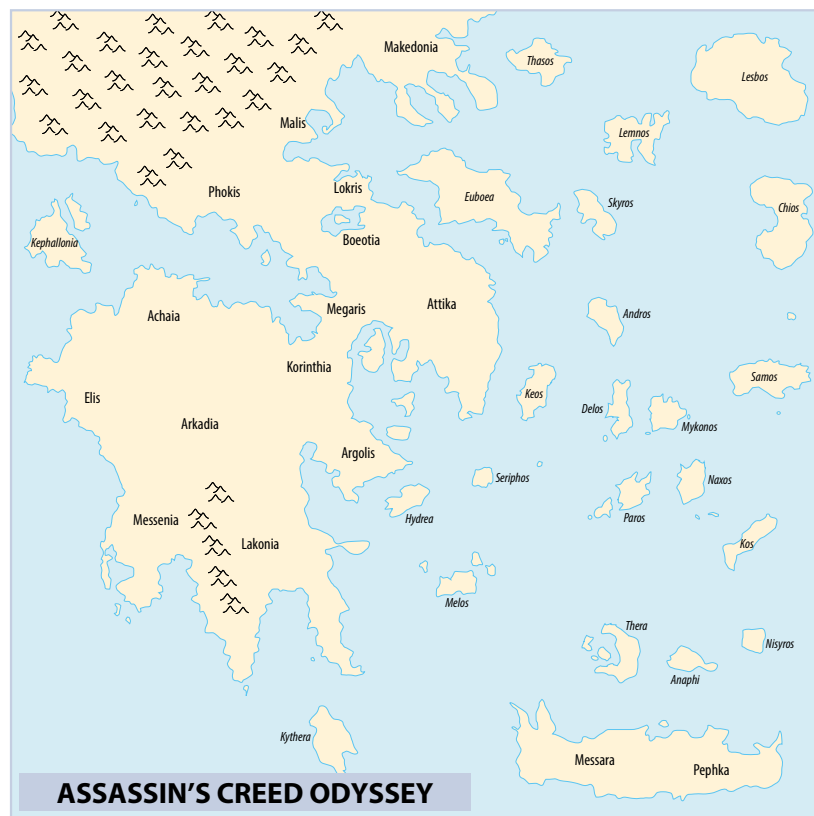 Makedonia
Thasos
Lesbos
Malis
Lemnos
Phokis
Lokris
Euboea
Skyros
Chios
Kephallonia
Boeotia
Achaia
Megaris
Attika
Andros
Korinthia
Samos
Elis
Keos
Delos
Mykonos
Arkadia
Argolis
Seriphos
Naxos
Messenia
Hydrea
Paros
Lakonia
Kos
Melos
Thera
Nisyros
Anaphi
Kythera
Messara
Pephka
ASSASSIN'S CREED ODYSSEY